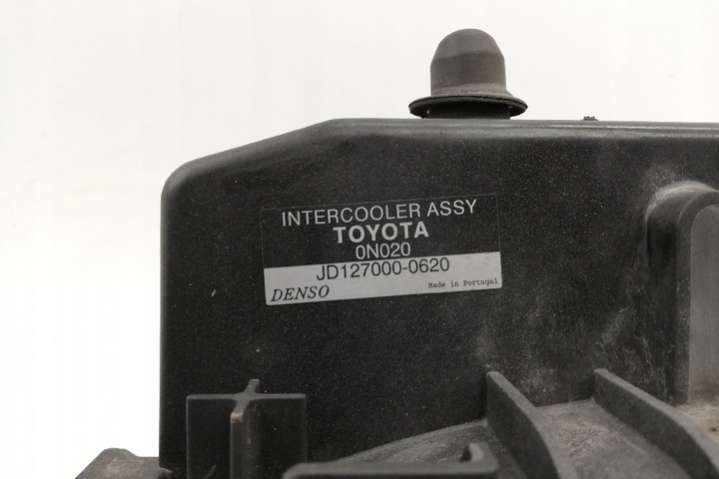 INTERCOOLER ASSY
TOYOTA
0N020
JD127000-0620
DENSO Made in Portugal